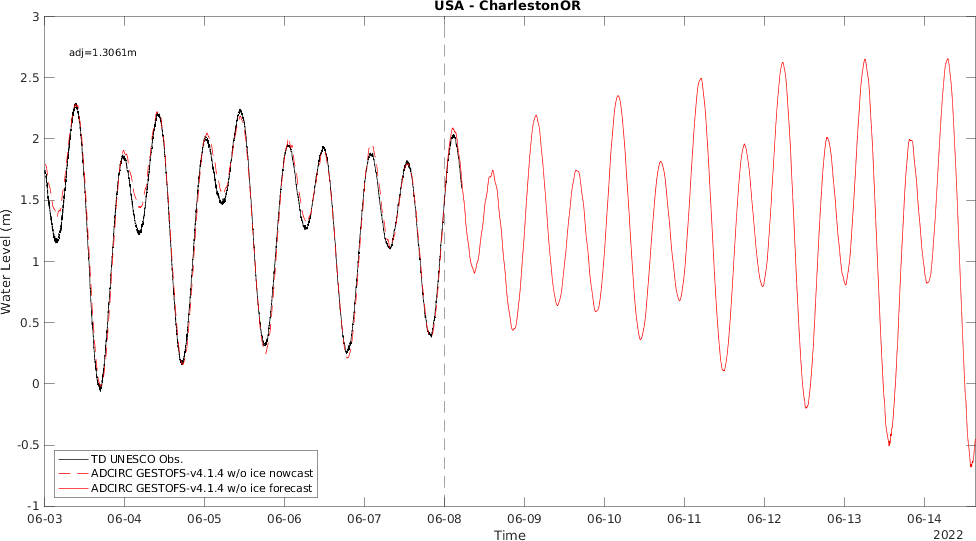 USA - CharlestonOR
adj=1.3061m
3
2.5
2
1.5
1
0.5
0
-0.5
-1
Water Level (m)
TD UNESCO Obs.
ADCIRC GESTOFS-v4.1.4 w/o ice nowcast
ADCIRC GESTOFS-v4.1.4 w/o ice forecast
06-03 06-04 06-05 06-06 06-07 06-08 06-09 06-10 06-11 06-12 06-13 06-14
Time
2022